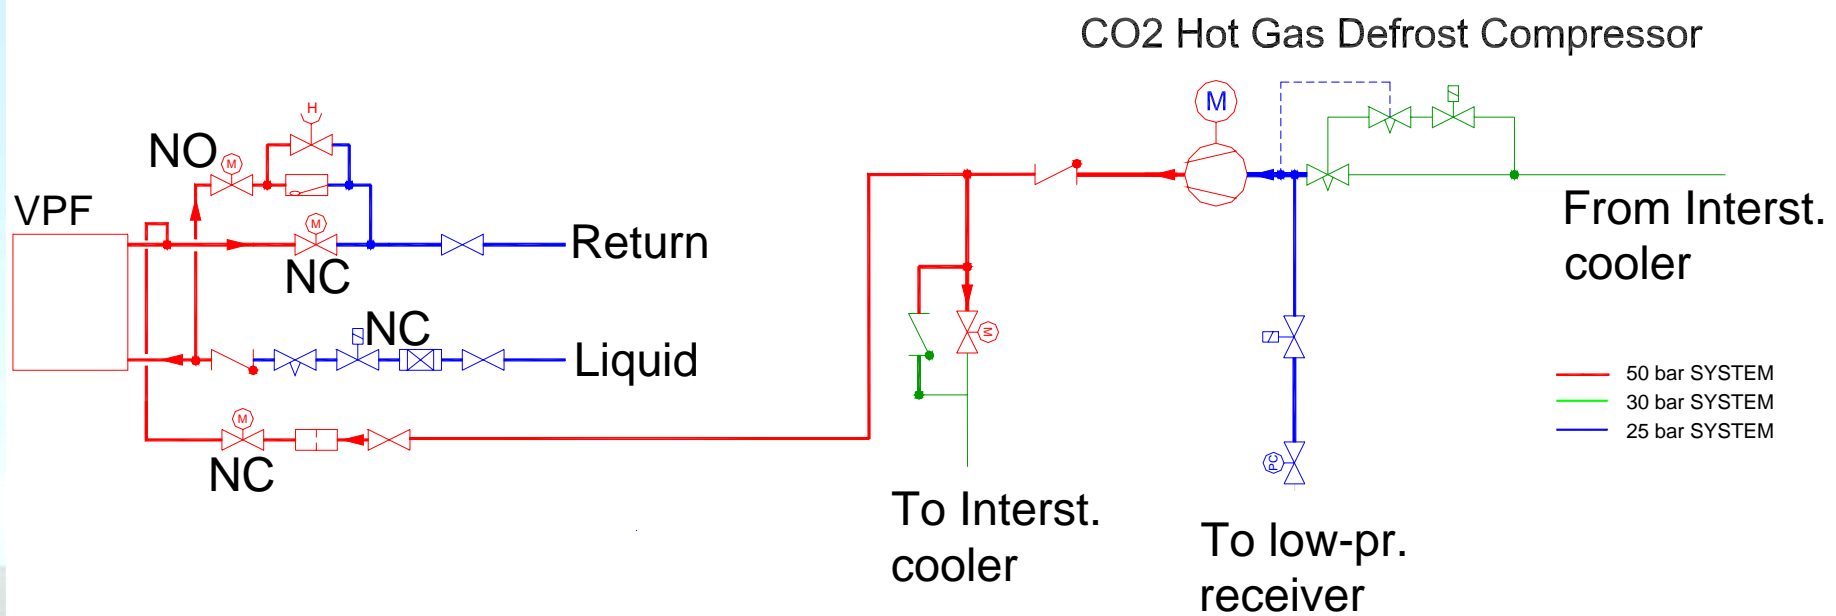 CO2 Hot Gas Defrost Compressor
M
H
NO
M
VPF
M
Return
NC
From Interst.
cooler
NC
M
Liquid
50 bar SYSTEM
30 bar SYSTEM
25 bar SYSTEM
M
NC
PC
To Interst.
cooler
To low-pr.
receiver